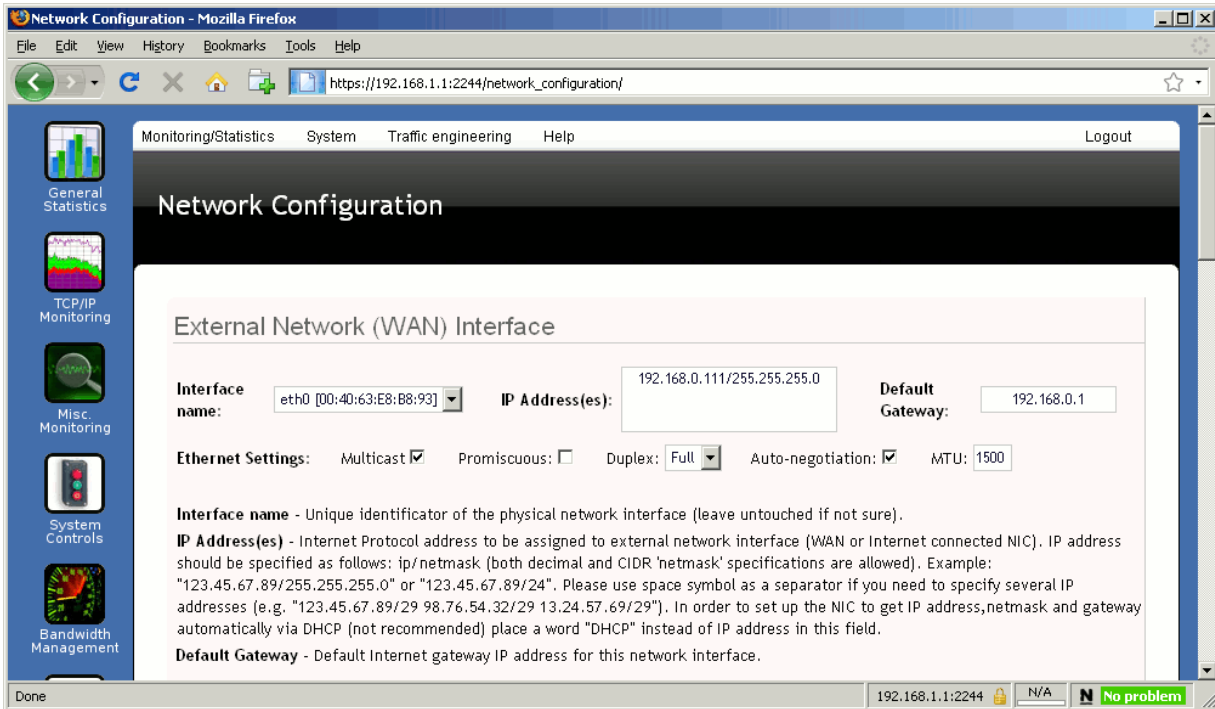 Network Configuration - Mozilla Firefox
File Edit View History Bookmarks Tools Help
https://192.168.1.1:2244/network_configuration/
Monitoring/Statistics System Traffic engineering Help Logout
General
Statistics
TCP/IP
Monitoring
Misc.
Monitoring
System
Controls
Bandwidth
Management
Network Configuration
External Network (WAN) Interface
Interface name: eth0 [00:40:63:E8:B8:93] IP Address(es): 192.168.0.111/255.255.255.0 Default Gateway: 192.168.0.1
Ethernet Settings: Multicast Promiscuous: Duplex: Full Auto-negotiation: MTU: 1500
Interface name - Unique identificator of the physical network interface (leave untouched if not sure).
IP Address(es) - Internet Protocol address to be assigned to external network interface (WAN or Internet connected NIC). IP address
should be specified as follows: ip/netmask (both decimal and CIDR 'netmask' specifications are allowed). Example:
"123.45.67.89/255.255.255.0" or "123.45.67.89/24". Please use space symbol as a separator if you need to specify several IP
addresses (e.g. "123.45.67.89/29 98.76.54.32/29 13.24.57.69/29"). In order to set up the NIC to get IP address,netmask and gateway
automatically via DHCP (not recommended) place a word "DHCP" instead of IP address in this field.
Default Gateway - Default Internet gateway IP address for this network interface.
Done 192.168.1.1:2244 N/A N No problem